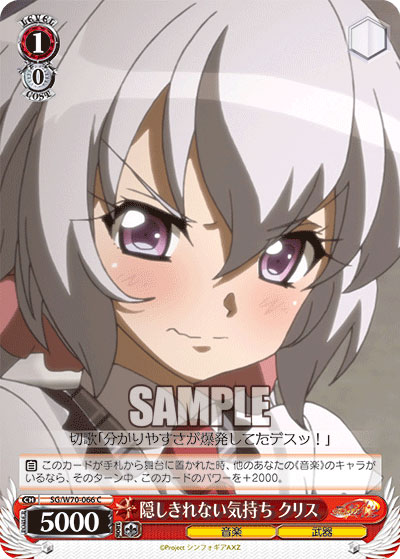 LEVEL
1
0
COST
SAMPLE
切歌「分かりやすさが爆発してたデスッ！」
自 このカードが手札から舞台に置かれた時、他のあなたの《音楽》のキャラが
いるなら、そのターン中、このカードのパワーを+2000。
CH SG/W70-066 C
5000
隠しきれない気持ち クリス
音楽 武器
©Project シンフォギアAXZ